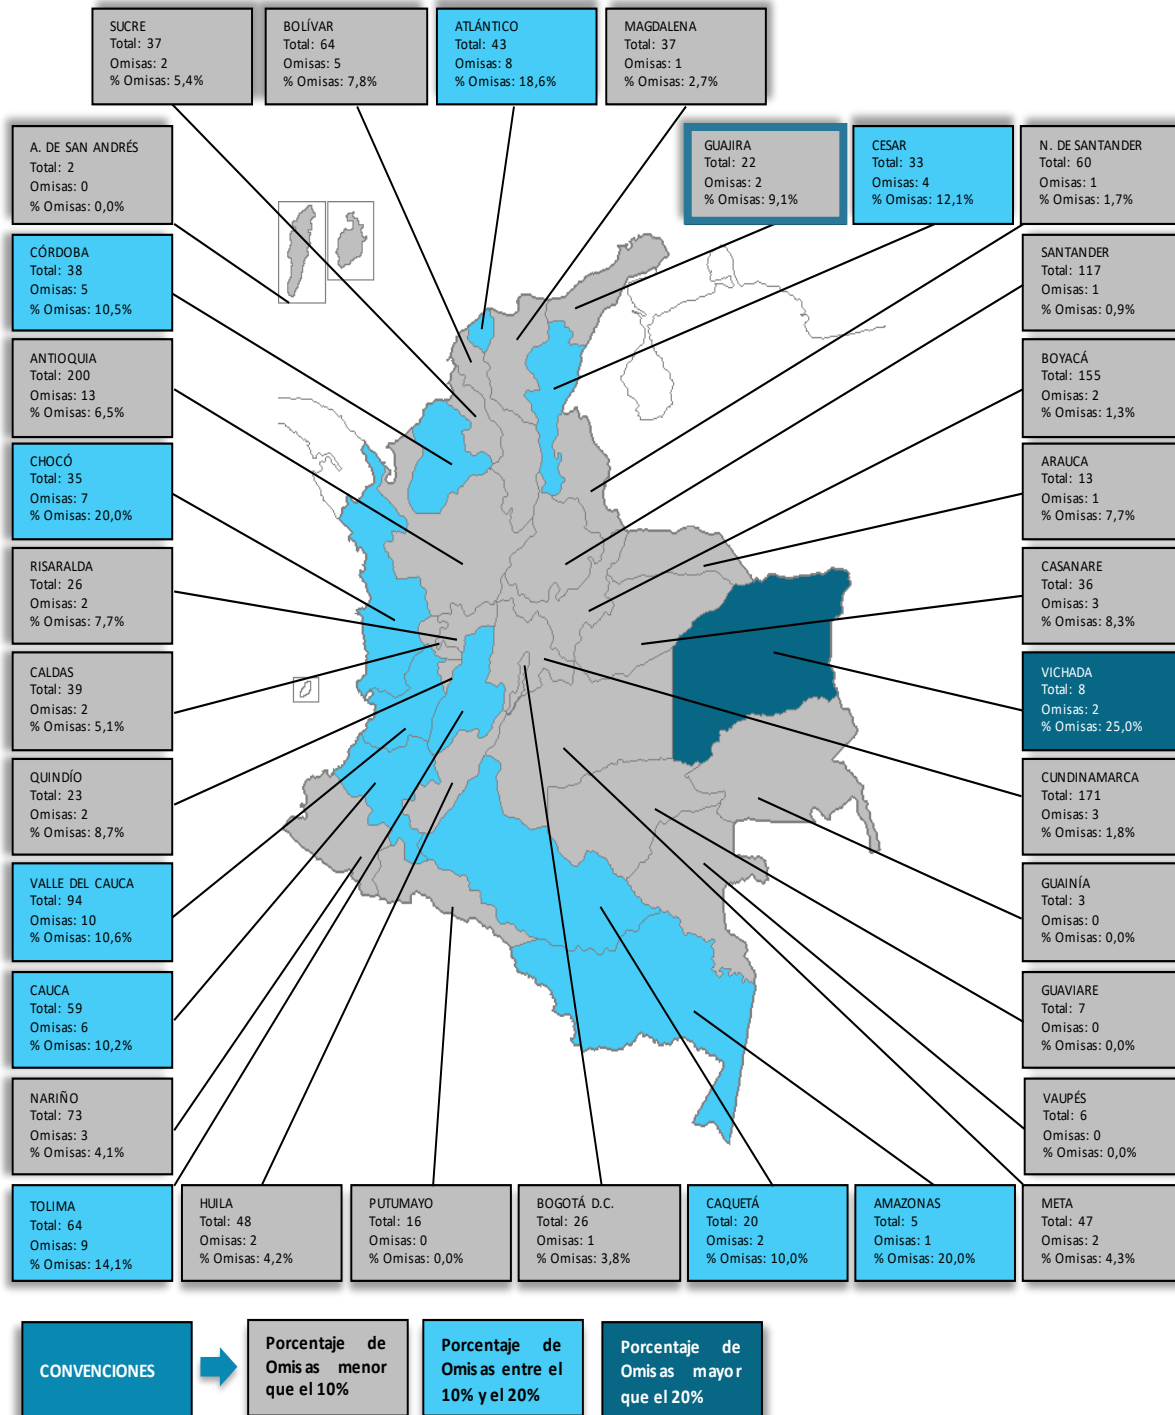 SUCRE
Total: 37
Omisas: 2
% Omisas: 5,4%
BOLÍVAR
Total: 64
Omisas: 5
% Omisas: 7,8%
ATLÁNTICO
Total: 43
Omisas: 8
% Omisas: 18,6%
MAGDALENA
Total: 37
Omisas: 1
% Omisas: 2,7%
A. DE SAN ANDRÉS
Total: 2
Omisas: 0
% Omisas: 0,0%
GUAJIRA
Total: 22
Omisas: 2
% Omisas: 9,1%
CESAR
Total: 33
Omisas: 4
% Omisas: 12,1%
N. DE SANTANDER
Total: 60
Omisas: 1
% Omisas: 1,7%
CÓRDOBA
Total: 38
Omisas: 5
% Omisas: 10,5%
SANTANDER
Total: 117
Omisas: 1
% Omisas: 0,9%
ANTIOQUIA
Total: 200
Omisas: 13
% Omisas: 6,5%
BOYACÁ
Total: 155
Omisas: 2
% Omisas: 1,3%
CHOCÓ
Total: 35
Omisas: 7
% Omisas: 20,0%
ARAUCA
Total: 13
Omisas: 1
% Omisas: 7,7%
RISARALDA
Total: 26
Omisas: 2
% Omisas: 7,7%
CASANARE
Total: 36
Omisas: 3
% Omisas: 8,3%
CALDAS
Total: 39
Omisas: 2
% Omisas: 5,1%
VICHADA
Total: 8
Omisas: 2
% Omisas: 25,0%
QUINDÍO
Total: 23
Omisas: 2
% Omisas: 8,7%
CUNDINAMARCA
Total: 171
Omisas: 3
% Omisas: 1,8%
VALLE DEL CAUCA
Total: 94
Omisas: 10
% Omisas: 10,6%
GUAINÍA
Total: 3
Omisas: 0
% Omisas: 0,0%
CAUCA
Total: 59
Omisas: 6
% Omisas: 10,2%
GUAVIARE
Total: 7
Omisas: 0
% Omisas: 0,0%
NARIÑO
Total: 73
Omisas: 3
% Omisas: 4,1%
VAUPÉS
Total: 6
Omisas: 0
% Omisas: 0,0%
TOLIMA
Total: 64
Omisas: 9
% Omisas: 14,1%
HUILA
Total: 48
Omisas: 2
% Omisas: 4,2%
PUTUMAYO
Total: 16
Omisas: 0
% Omisas: 0,0%
BOGOTÁ D.C.
Total: 26
Omisas: 1
% Omisas: 3,8%
CAQUETÁ
Total: 20
Omisas: 2
% Omisas: 10,0%
AMAZONAS
Total: 5
Omisas: 1
% Omisas: 20,0%
META
Total: 47
Omisas: 2
% Omisas: 4,3%
CONVENCIONES
Porcentaje de
Omisas menor
que el 10%
Porcentaje de
Omisas entre el
10% y el 20%
Porcentaje de
Omisas mayor
que el 20%